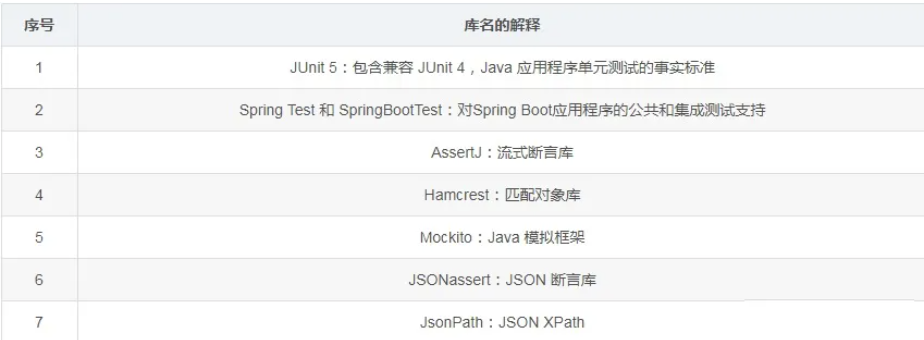 序号 库名的解释
1 JUnit 5：包含兼容 JUnit 4，Java 应用程序单元测试的事实标准
2 Spring Test 和 SpringBootTest：对Spring Boot应用程序的公共和集成测试支持
3 AssertJ：流式断言库
4 Hamcrest：匹配对象库
5 Mockito：Java 模拟框架
6 JSONassert：JSON 断言库
7 JsonPath：JSON XPath